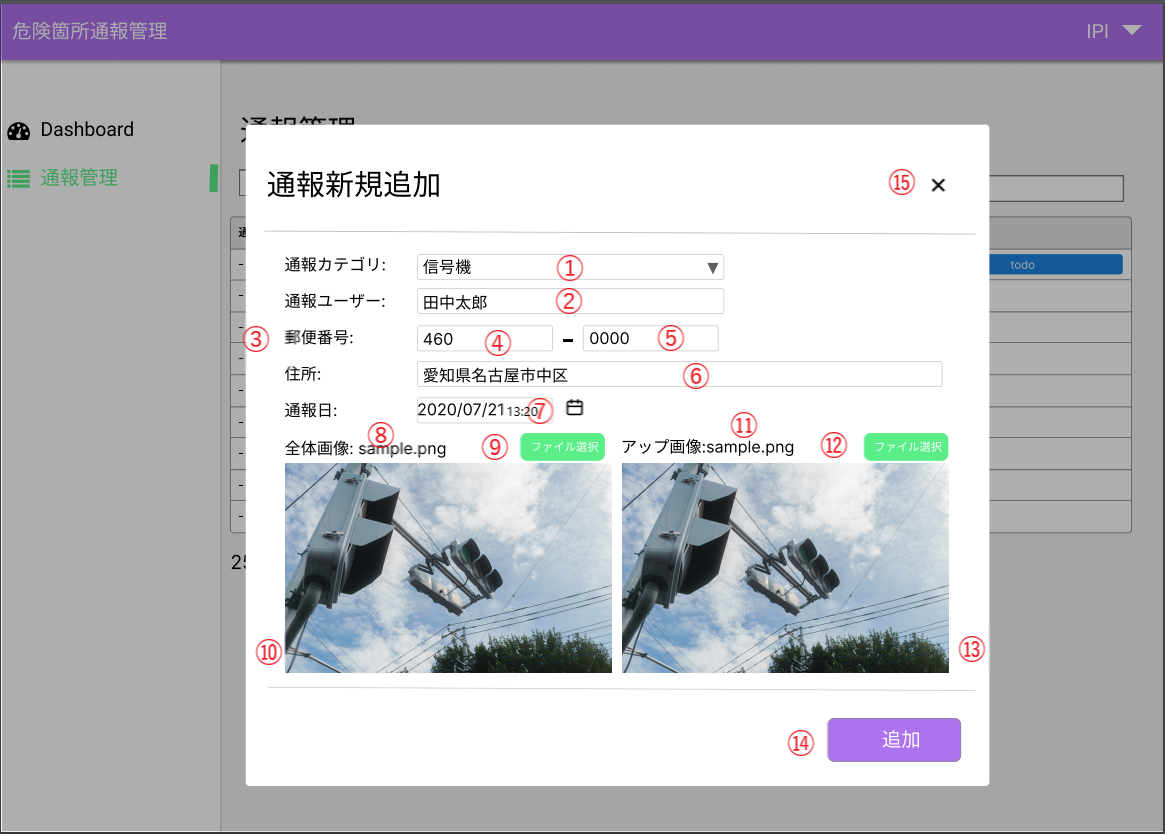 危険箇所通報管理
IPI
Dashboard
通報管理
通報管理
通報新規追加
⑮ ×
通報カテゴリ: 信号機 ① ▼
todo
通報ユーザー: 田中太郎 ②
③ 郵便番号: 460 ④ - 0000 ⑤
住所: 愛知県名古屋市中区 ⑥
通報日: 2020/07/21 13:20 ⑦
⑧ 全体画像: sample.png ⑨ ファイル選択
⑪ アップ画像:sample.png ⑫ ファイル選択
⑩
⑬
⑭ 追加